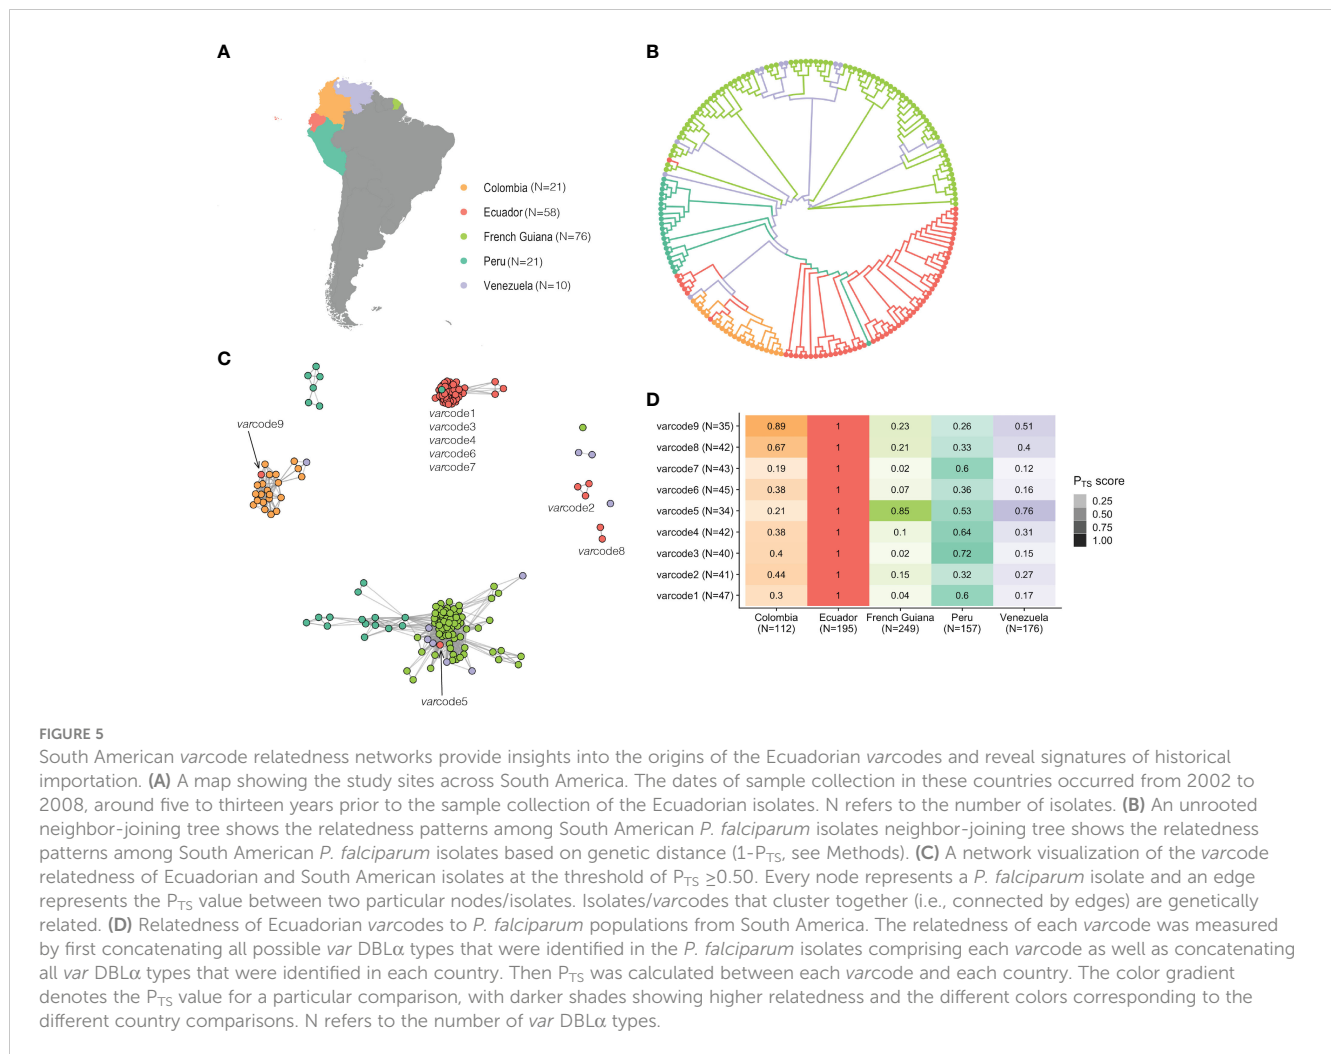 A
B
Colombia (N=21)
Ecuador (N=58)
French Guiana (N=76)
Peru (N=21)
Venezuela (N=10)
C
varcode9
varcode1
varcode3
varcode4
varcode6
varcode7
varcode2
varcode8
varcode5
D
varcode9 (N=35) 0.89 1 0.23 0.26 0.51
varcode8 (N=42) 0.67 1 0.21 0.33 0.4
varcode7 (N=43) 0.19 1 0.02 0.6 0.12
varcode6 (N=45) 0.38 1 0.07 0.36 0.16
varcode5 (N=34) 0.21 1 0.85 0.53 0.76
varcode4 (N=42) 0.38 1 0.1 0.64 0.31
varcode3 (N=40) 0.4 1 0.02 0.72 0.15
varcode2 (N=41) 0.44 1 0.15 0.32 0.27
varcode1 (N=47) 0.3 1 0.04 0.6 0.17
Colombia Ecuador French Guiana Peru Venezuela
(N=112) (N=195) (N=249) (N=157) (N=176)
PTS score
0.25
0.50
0.75
1.00
FIGURE 5
South American varcode relatedness networks provide insights into the origins of the Ecuadorian varcodes and reveal signatures of historical
importation. (A) A map showing the study sites across South America. The dates of sample collection in these countries occurred from 2002 to
2008, around five to thirteen years prior to the sample collection of the Ecuadorian isolates. N refers to the number of isolates. (B) An unrooted
neighbor-joining tree shows the relatedness patterns among South American P. falciparum isolates neighbor-joining tree shows the relatedness
patterns among South American P. falciparum isolates based on genetic distance (1-PTS, see Methods). (C) A network visualization of the varcode
relatedness of Ecuadorian and South American isolates at the threshold of PTS ≥0.50. Every node represents a P. falciparum isolate and an edge
represents the PTS value between two particular nodes/isolates. Isolates/varcodes that cluster together (i.e., connected by edges) are genetically
related. (D) Relatedness of Ecuadorian varcodes to P. falciparum populations from South America. The relatedness of each varcode was measured
by first concatenating all possible var DBLα types that were identified in the P. falciparum isolates comprising each varcode as well as concatenating
all var DBLα types that were identified in each country. Then PTS was calculated between each varcode and each country. The color gradient
denotes the PTS value for a particular comparison, with darker shades showing higher relatedness and the different colors corresponding to the
different country comparisons. N refers to the number of var DBLα types.